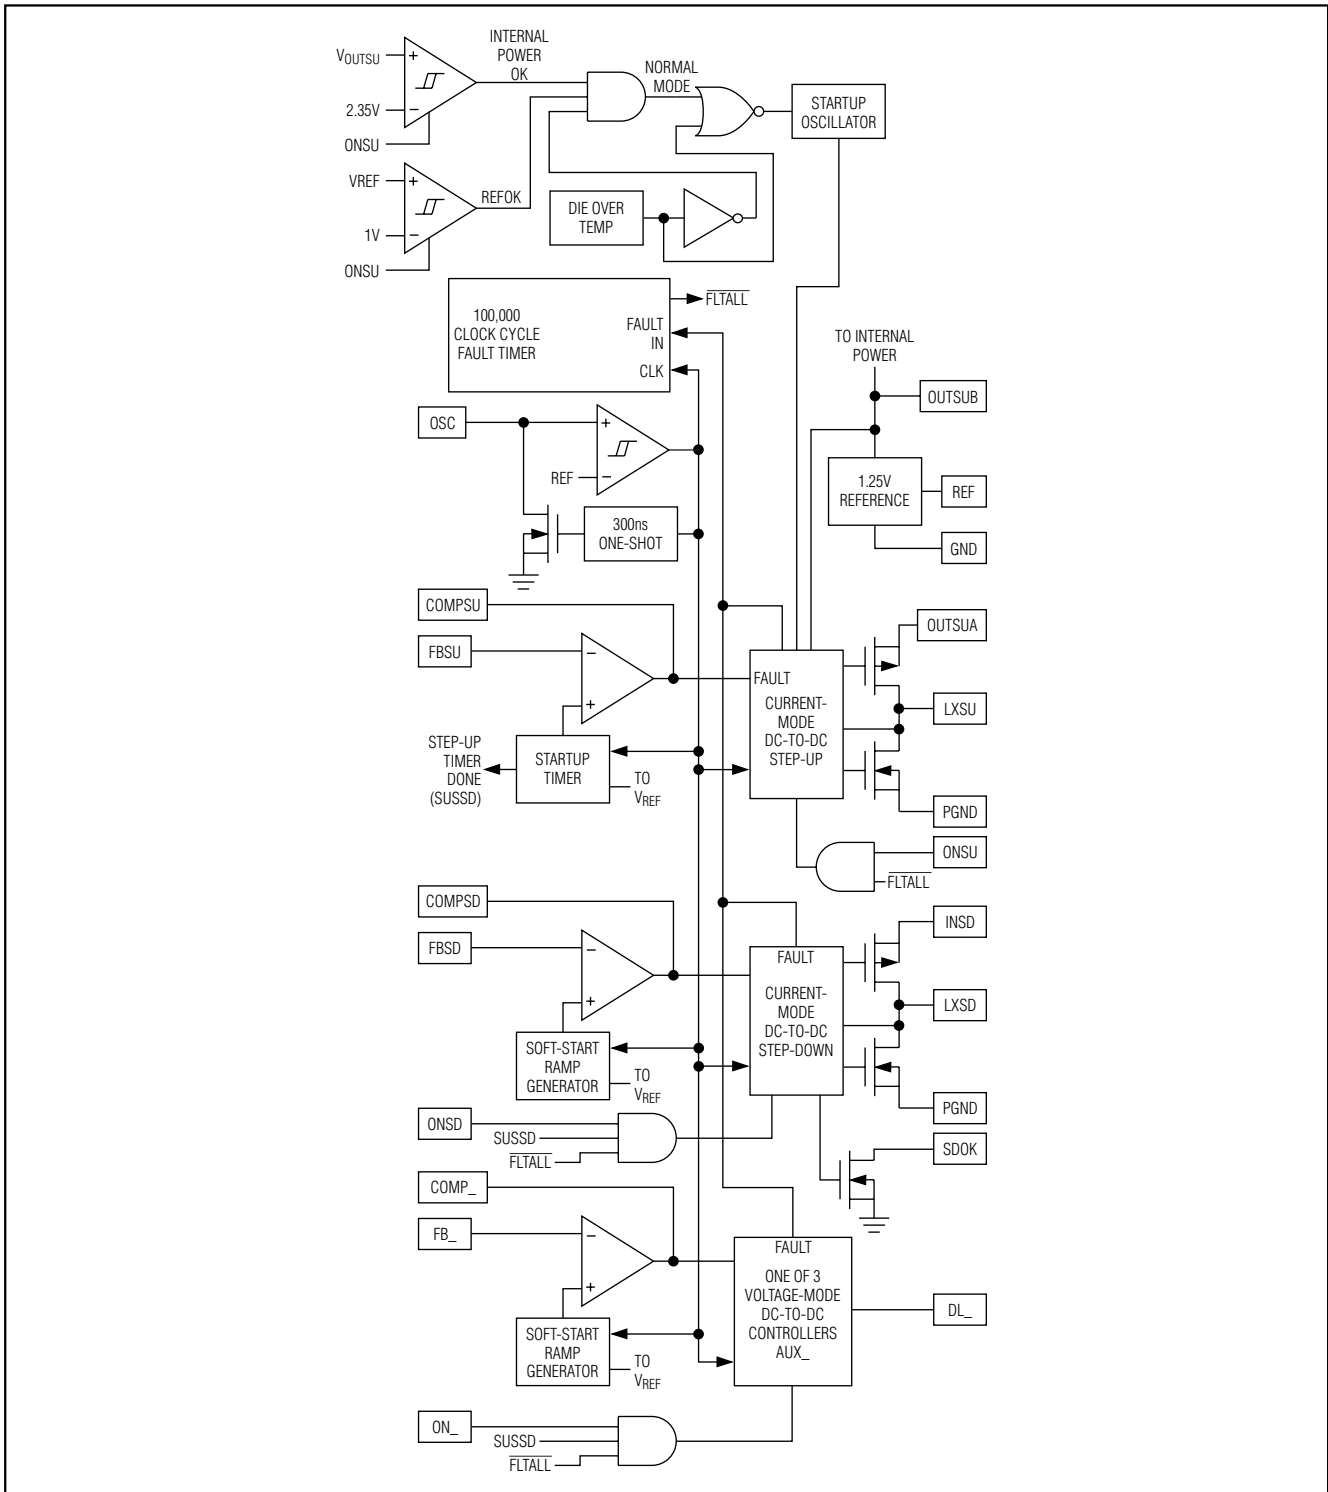 VOUTSU
+
2.35V
−
ONSU
INTERNAL
POWER
OK
NORMAL
MODE
STARTUP
OSCILLATOR
VREF
+
1V
−
ONSU
REFOK
DIE OVER
TEMP
100,000
CLOCK CYCLE
FAULT TIMER
FLTALL
FAULT
IN
CLK
TO INTERNAL
POWER
OUTSUB
OSC
+
REF
−
1.25V
REFERENCE
REF
300ns
ONE-SHOT
GND
COMPSU
FBSU
−
+
OUTSUA
FAULT
CURRENT-
MODE
DC-TO-DC
STEP-UP
LXSU
STEP-UP
TIMER
DONE
(SUSSD)
STARTUP
TIMER
TO
VREF
PGND
ONSU
FLTALL
COMPSD
FBSD
−
+
INSD
FAULT
CURRENT-
MODE
DC-TO-DC
STEP-DOWN
LXSD
SOFT-START
RAMP
GENERATOR
TO
VREF
PGND
ONSD
SUSSD
FLTALL
SDOK
COMP_
FB_
−
+
FAULT
ONE OF 3
VOLTAGE-MODE
DC-TO-DC
CONTROLLERS
AUX_
DL_
SOFT-START
RAMP
GENERATOR
TO
VREF
ON_
SUSSD
FLTALL